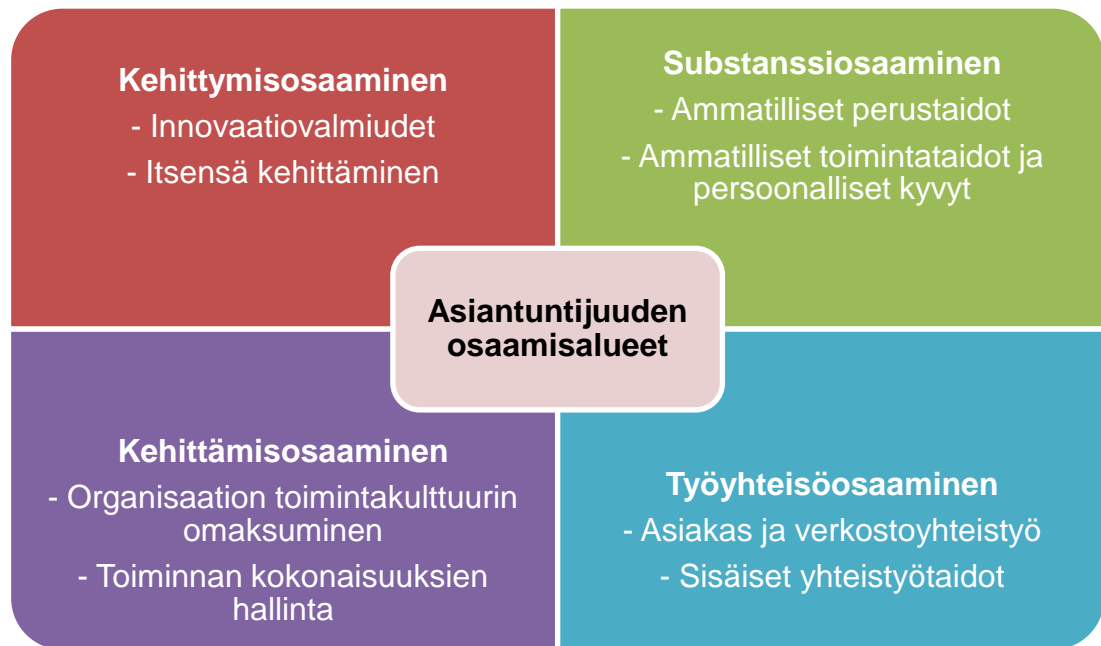 Kehittymisosaaminen
- Innovaatiovalmiudet
- Itsensä kehittäminen
Substanssiosaaminen
- Ammatilliset perustaidot
- Ammatilliset toimintataidot ja
persoonalliset kyvyt
Asiantuntijuuden
osaamisalueet
Kehittämisosaaminen
- Organisaation toimintakulttuurin
omaksuminen
- Toiminnan kokonaisuuksien
hallinta
Työyhteisöosaaminen
- Asiakas ja verkostoyhteistyö
- Sisäiset yhteistyötaidot